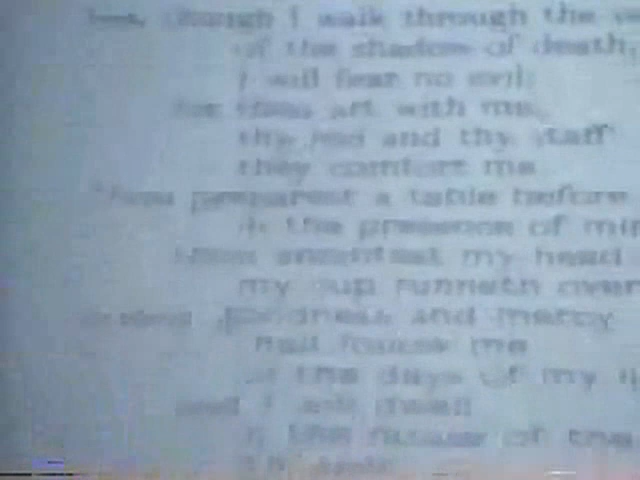 though I walk through the
of the shadow of death,
I will fear no evil:
for thou art with me,
thy rod and thy staff
they comfort me
Thou preparest a table before
in the presence of
thou anointest my head
my cup runneth over
goodness and mercy
shall follow me
the days of my
and I will dwell
the house of the